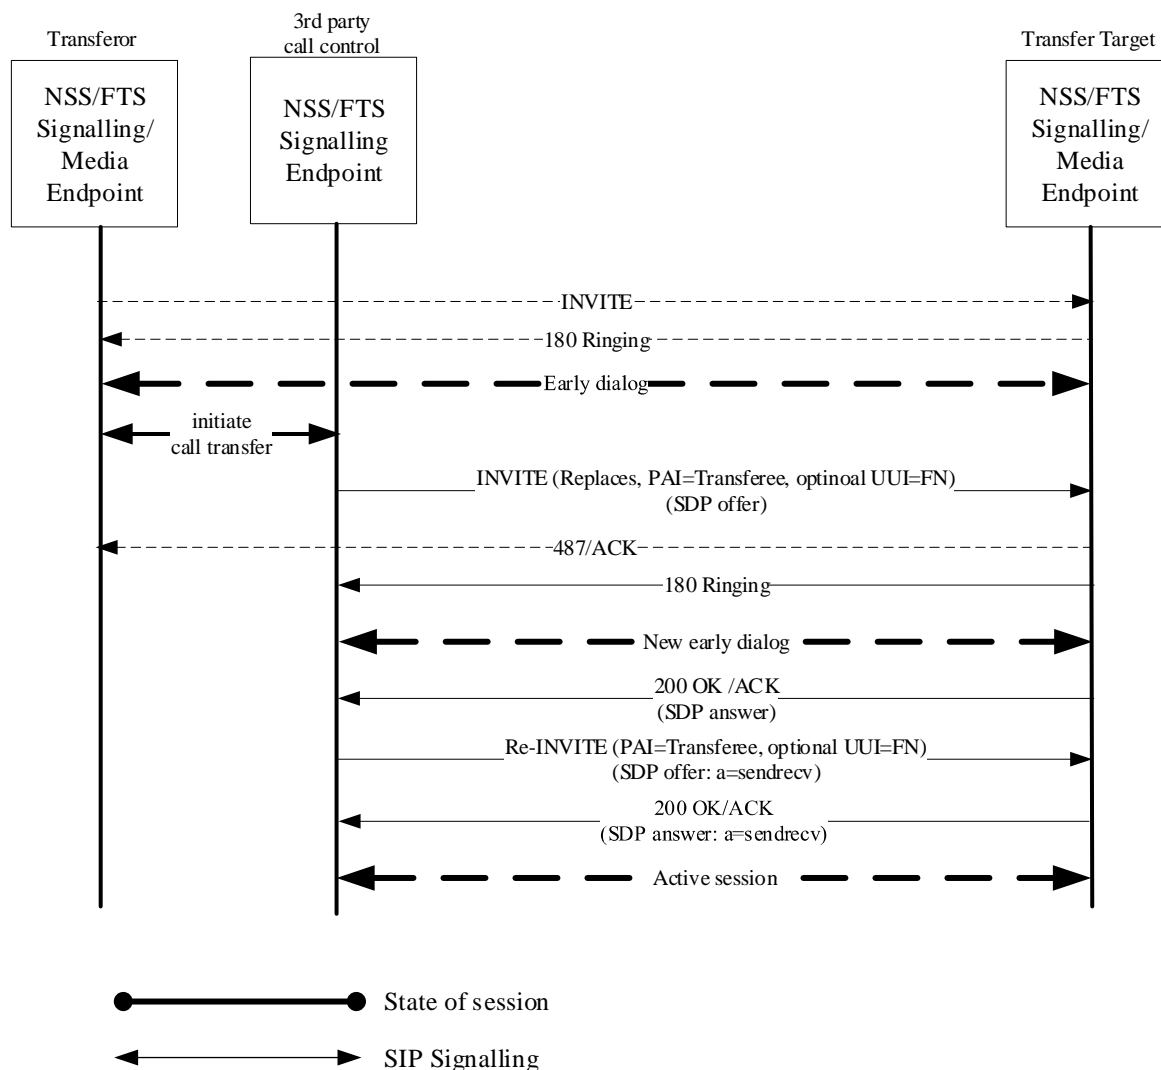 Transferor
3rd party
call control
Transfer Target
NSS/FTS
Signalling/
Media
Endpoint
NSS/FTS
Signalling
Endpoint
NSS/FTS
Signalling/
Media
Endpoint
INVITE
180 Ringing
Early dialog
initiate
call transfer
INVITE (Replaces, PAI=Transferee, optinoal UUI=FN)
(SDP offer)
487/ACK
180 Ringing
New early dialog
200 OK /ACK
(SDP answer)
Re-INVITE (PAI=Transferee, optional UUI=FN)
(SDP offer: a=sendrecv)
200 OK/ACK
(SDP answer: a=sendrecv)
Active session
State of session
SIP Signalling